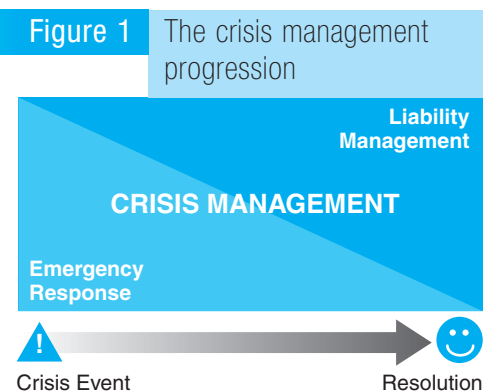 Figure 1
The crisis management
progression
Liability
Management
CRISIS MANAGEMENT
Emergency
Response
!
Crisis Event
Resolution